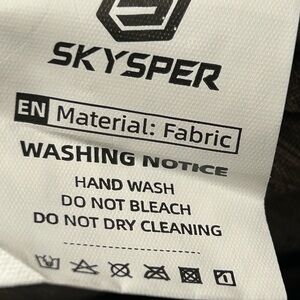 SKYSPER
EN Material: Fabric
WASHING NOTICE
HAND WASH
DO NOT BLEACH
DO NOT DRY CLEANING